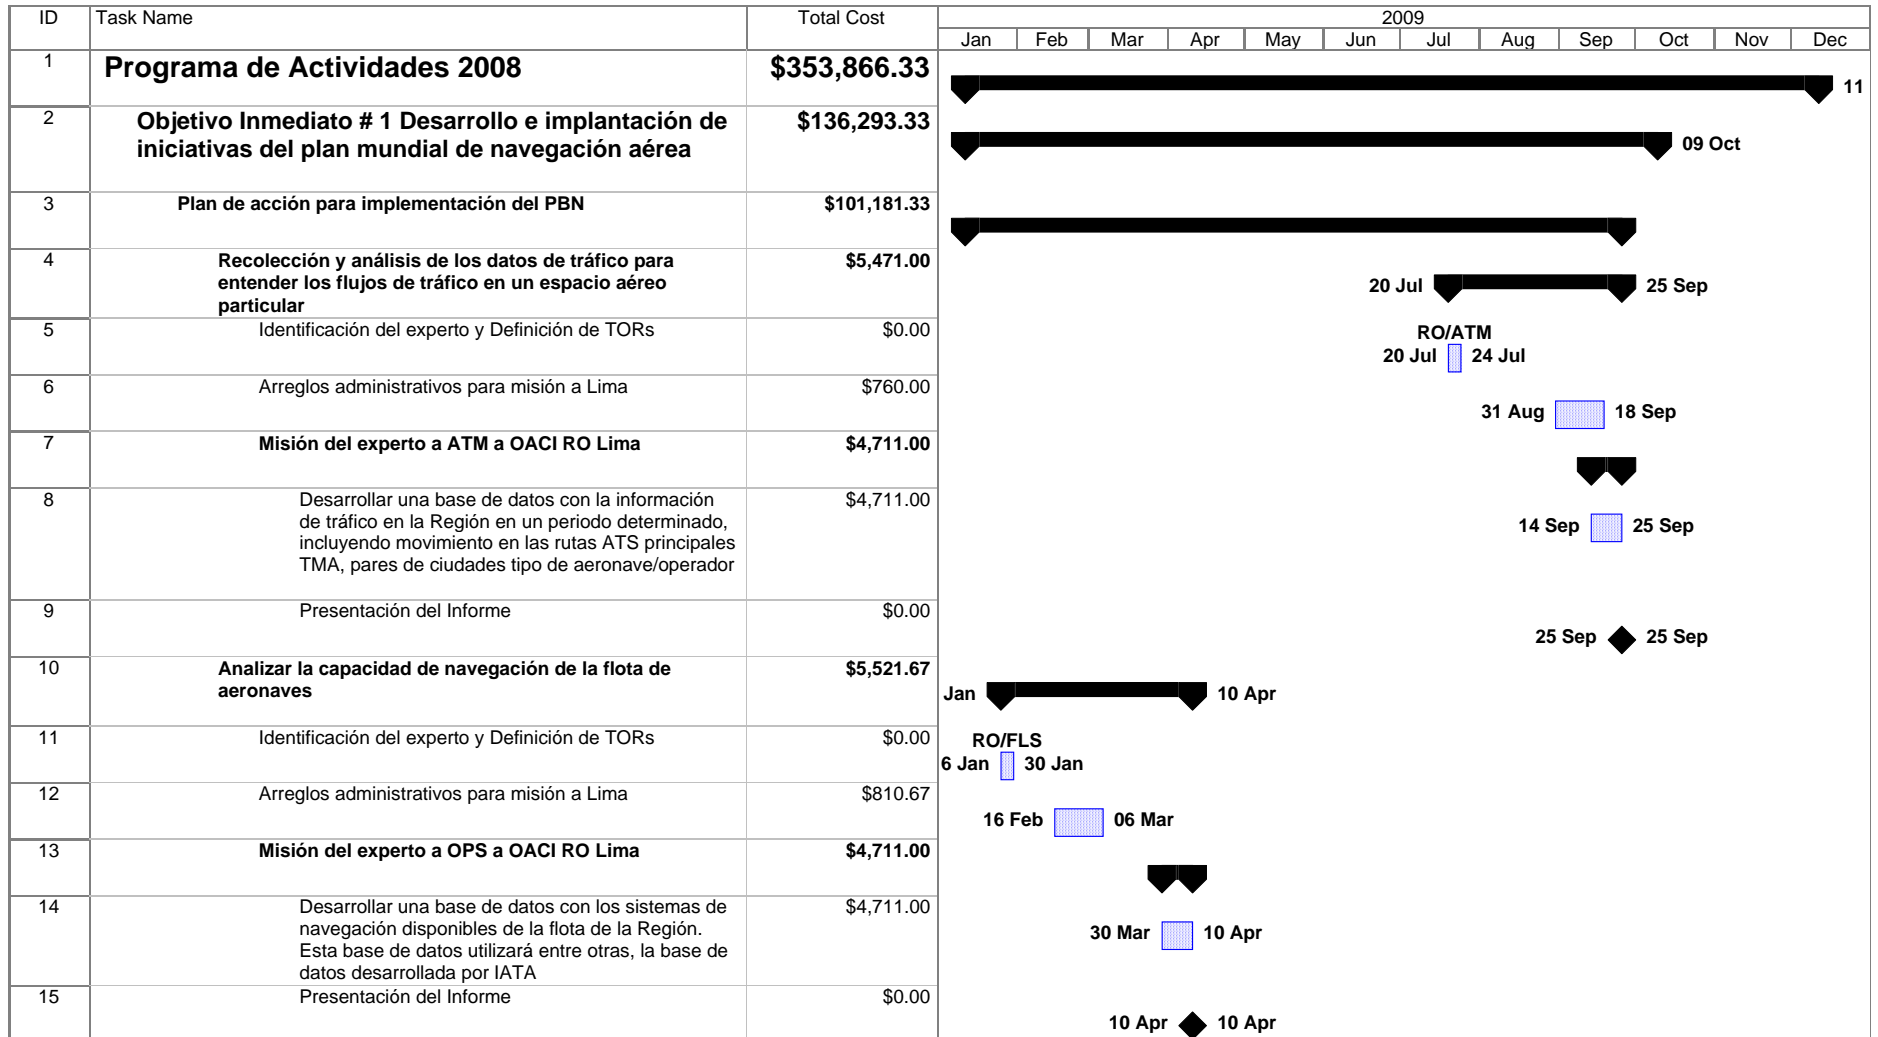 ID Task Name Total Cost 2009
Jan Feb Mar Apr May Jun Jul Aug Sep Oct Nov Dec
1 Programa de Actividades 2008 $353,866.33
11
2 Objetivo Inmediato # 1 Desarrollo e implantación de $136,293.33
iniciativas del plan mundial de navegación aérea 09 Oct
3 Plan de acción para implementación del PBN $101,181.33
4 Recolección y análisis de los datos de tráfico para $5,471.00
entender los flujos de tráfico en un espacio aéreo 20 Jul 25 Sep
particular
5 Identificación del experto y Definición de TORs $0.00 RO/ATM
20 Jul 24 Jul
6 Arreglos administrativos para misión a Lima $760.00
31 Aug 18 Sep
7 Misión del experto a ATM a OACI RO Lima $4,711.00
8 Desarrollar una base de datos con la información $4,711.00
de tráfico en la Región en un periodo determinado, 14 Sep 25 Sep
incluyendo movimiento en las rutas ATS principales
TMA, pares de ciudades tipo de aeronave/operador
9 Presentación del Informe $0.00
25 Sep 25 Sep
10 Analizar la capacidad de navegación de la flota de $5,521.67
aeronaves Jan 10 Apr
11 Identificación del experto y Definición de TORs $0.00 RO/FLS
6 Jan 30 Jan
12 Arreglos administrativos para misión a Lima $810.67
16 Feb 06 Mar
13 Misión del experto a OPS a OACI RO Lima $4,711.00
14 Desarrollar una base de datos con los sistemas de $4,711.00
navegación disponibles de la flota de la Región. 30 Mar 10 Apr
Esta base de datos utilizará entre otras, la base de
datos desarrollada por IATA
15 Presentación del Informe $0.00
10 Apr 10 Apr